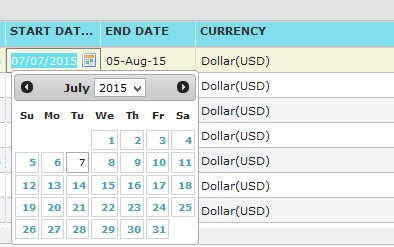 START DAT... END DATE CURRENCY
07/07/2015 05-Aug-15 Dollar(USD)
July 2015 Dollar(USD)
Su Mo Tu We Th Fr Sa Dollar(USD)
1 2 3 4 Dollar(USD)
5 6 7 8 9 10 11 Dollar(USD)
12 13 14 15 16 17 18 Dollar(USD)
19 20 21 22 23 24 25 Dollar(USD)
26 27 28 29 30 31